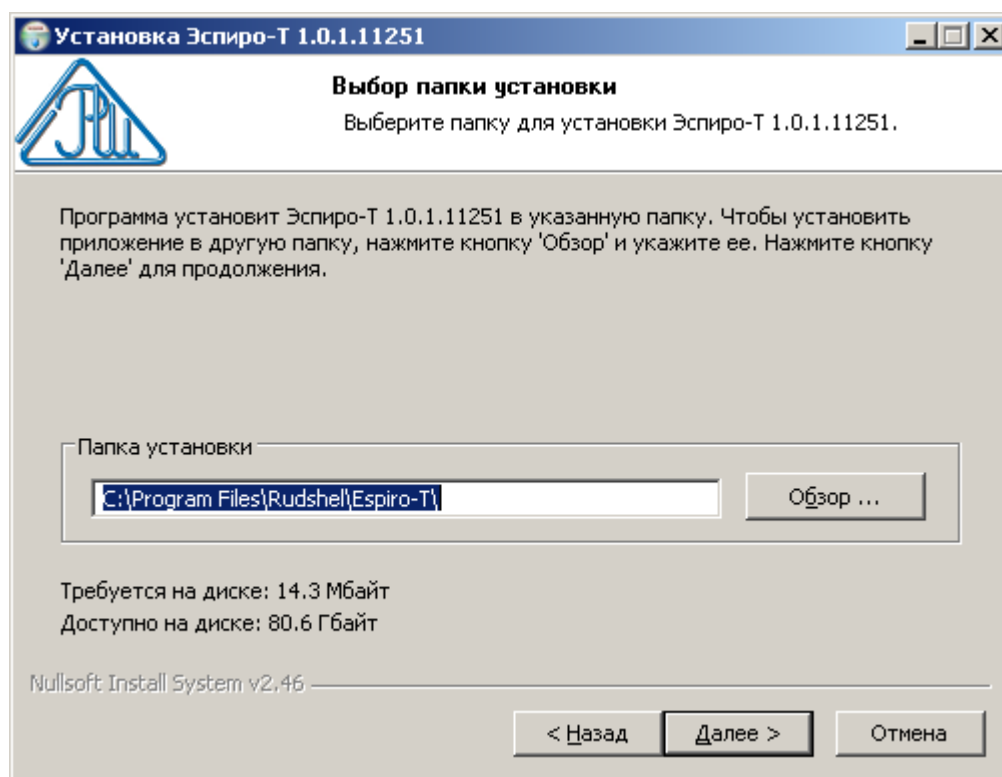 Установка Эспиро-Т 1.0.1.11251
Выбор папки установки
Выберите папку для установки Эспиро-Т 1.0.1.11251.
Программа установит Эспиро-Т 1.0.1.11251 в указанную папку. Чтобы установить
приложение в другую папку, нажмите кнопку 'Обзор' и укажите ее. Нажмите кнопку
'Далее' для продолжения.
Папка установки
C:\Program Files\Rudshel\Espiro-T\
Обзор ...
Требуется на диске: 14.3 Мбайт
Доступно на диске: 80.6 Гбайт
Nullsoft Install System v2.46
< Назад
Далее >
Отмена